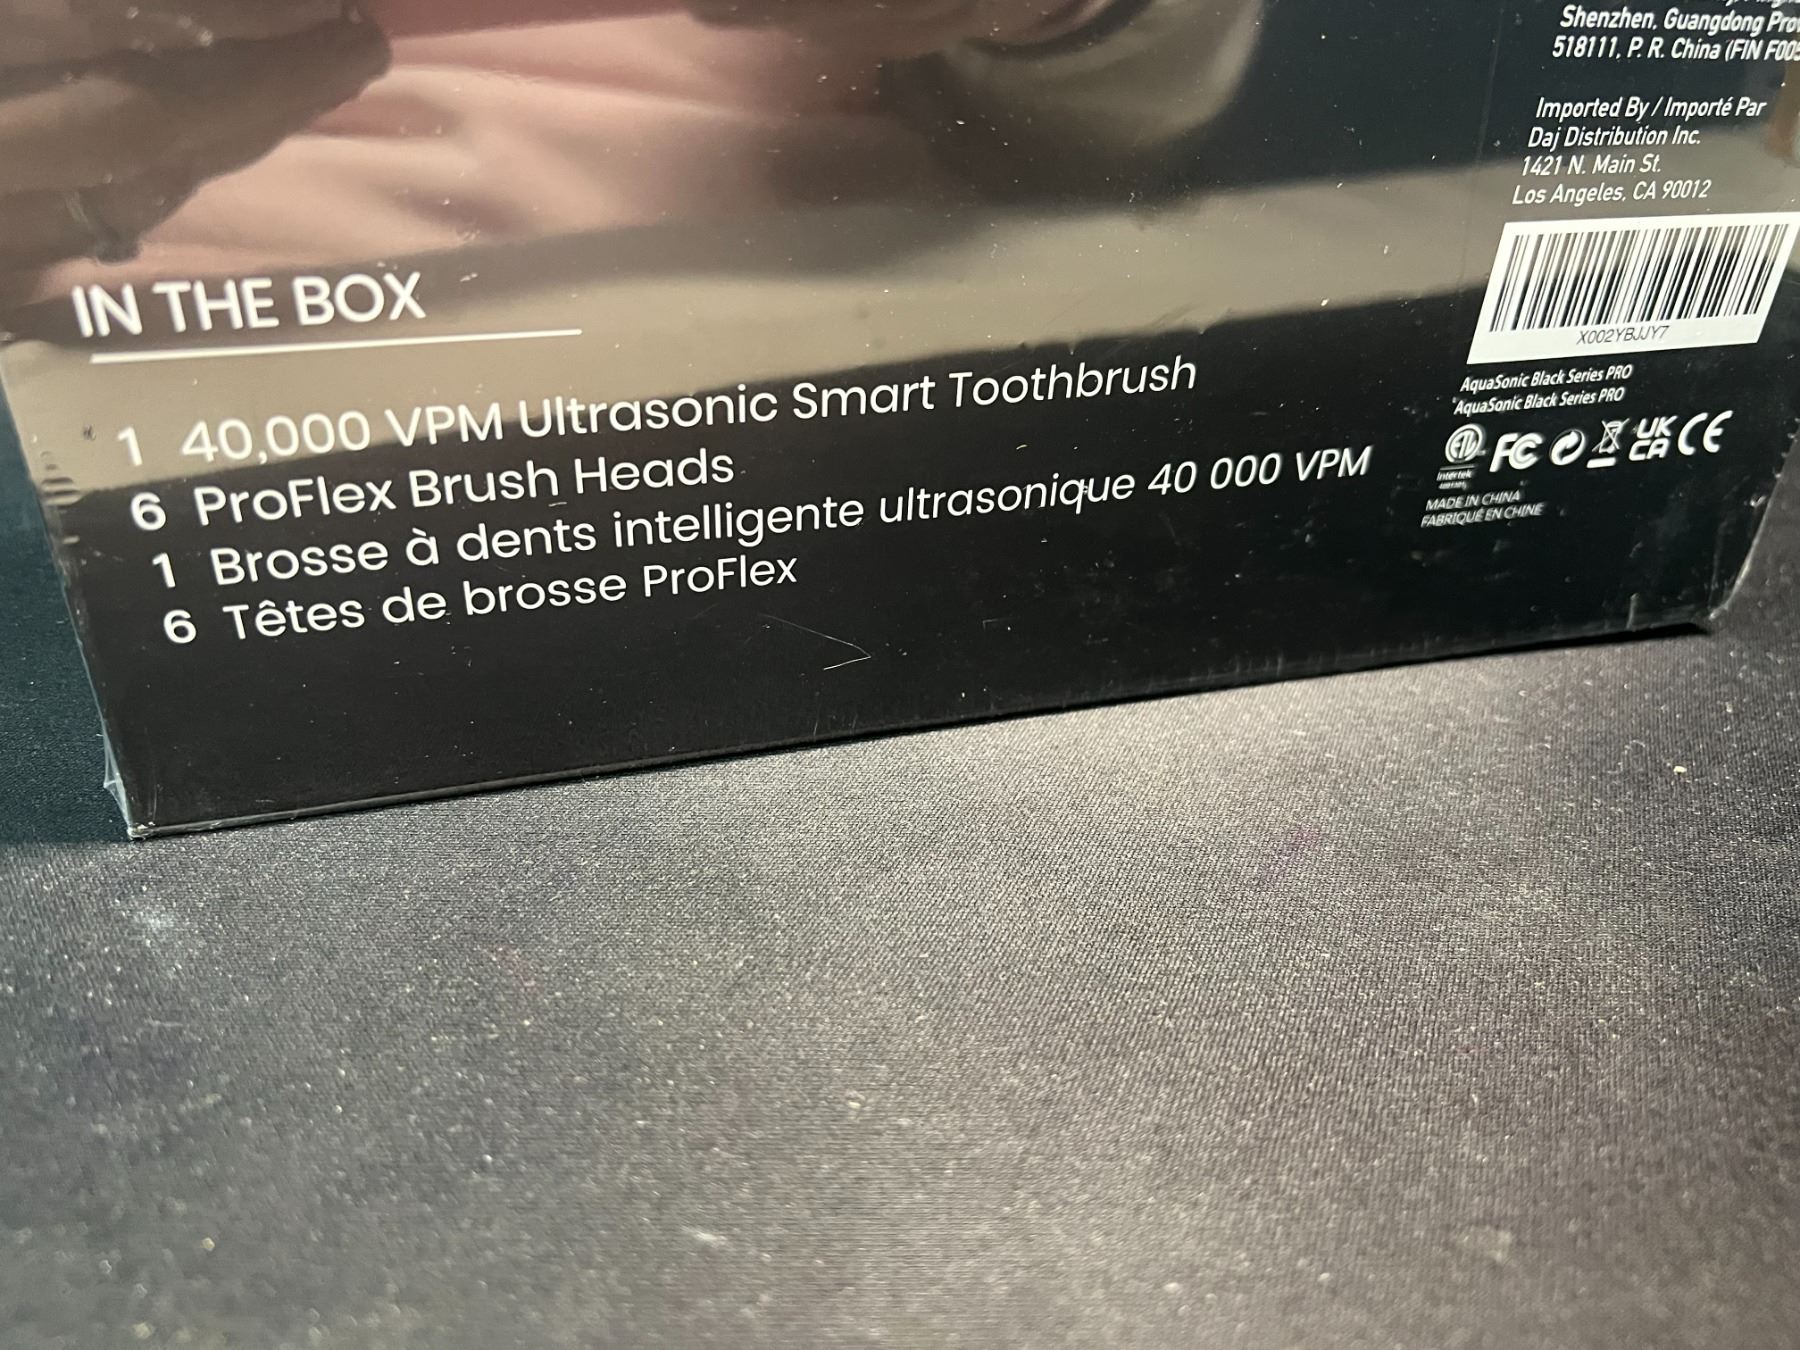 IN THE BOX
1 40,000 VPM Ultrasonic Smart Toothbrush
6 ProFlex Brush Heads
1 Brosse à dents intelligente ultrasonique 40 000 VPM
6 Têtes de brosse ProFlex
Shenzhen, Guangdong
518111, P. R. China (FIN
Imported By / Importé Par
Daj Distribution Inc.
1421 N. Main St.
Los Angeles, CA 90012
X002YBJJY7
AquaSonic Black Series PRO
AquaSonic Black Series PRO
ETL FC UK CA CE
Intertek
MADE IN CHINA
FABRIQUÉ EN CHINE